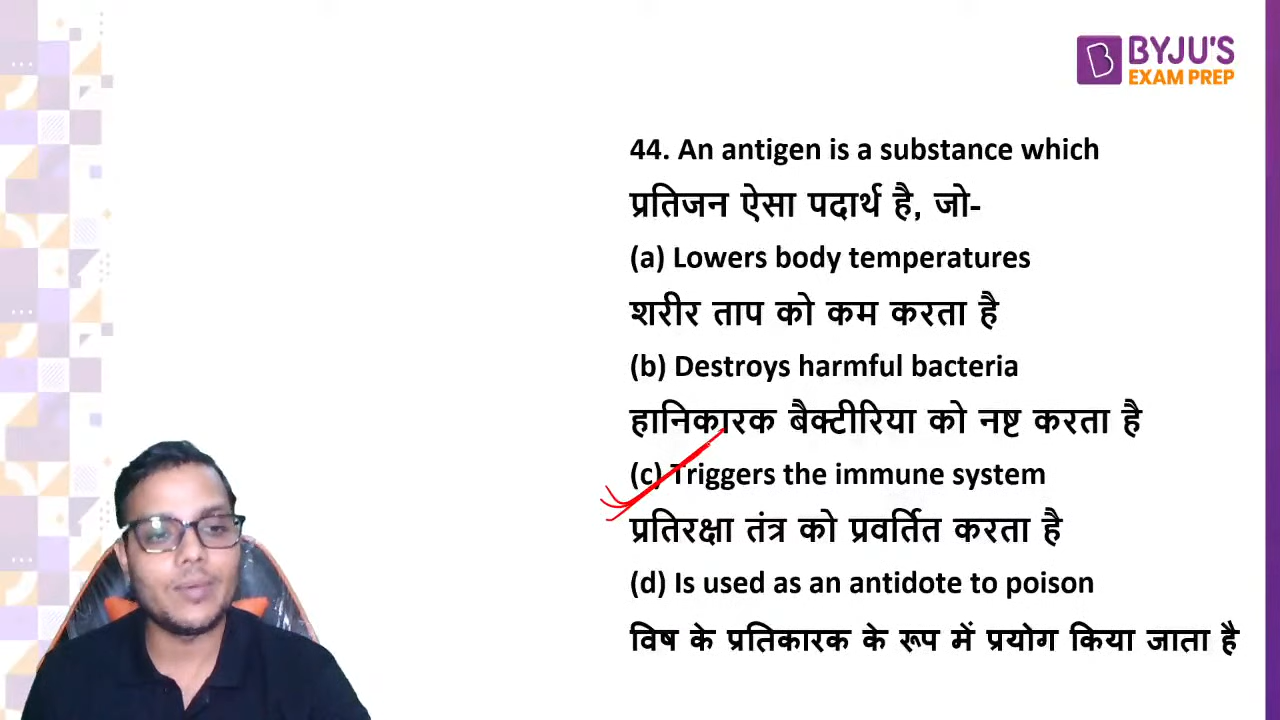 BYJU'S
EXAM PREP
44. An antigen is a substance which
प्रतिजन ऐसा पदार्थ है, जो-
(a) Lowers body temperatures
शरीर ताप को कम करता है
(b) Destroys harmful bacteria
हानिकारक बैक्टीरिया को नष्ट करता है
(c) Triggers the immune system
प्रतिरक्षा तंत्र को प्रवर्तित करता है
(d) Is used as an antidote to poison
विष के प्रतिकारक के रूप में प्रयोग किया जाता है